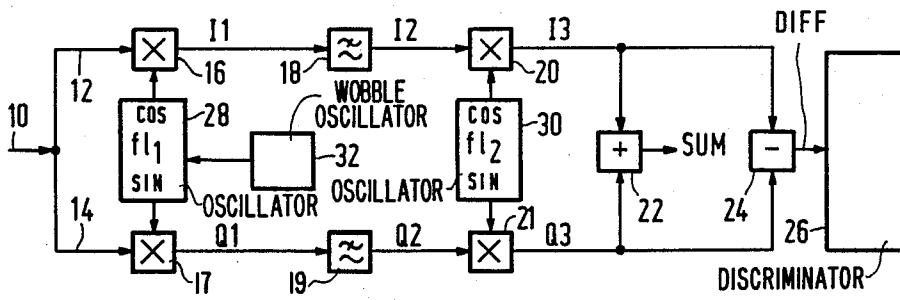 DIFF
I1 I2 I3
12 16 18 20
10
COS
fl1
SIN
28
OSCILLATOR
WOBBLE
OSCILLATOR
32
COS
fl2
SIN
30
OSCILLATOR
+ SUM
22
−
24
14
Q1 Q2 21 Q3
17 19
26
DISCRIMINATOR